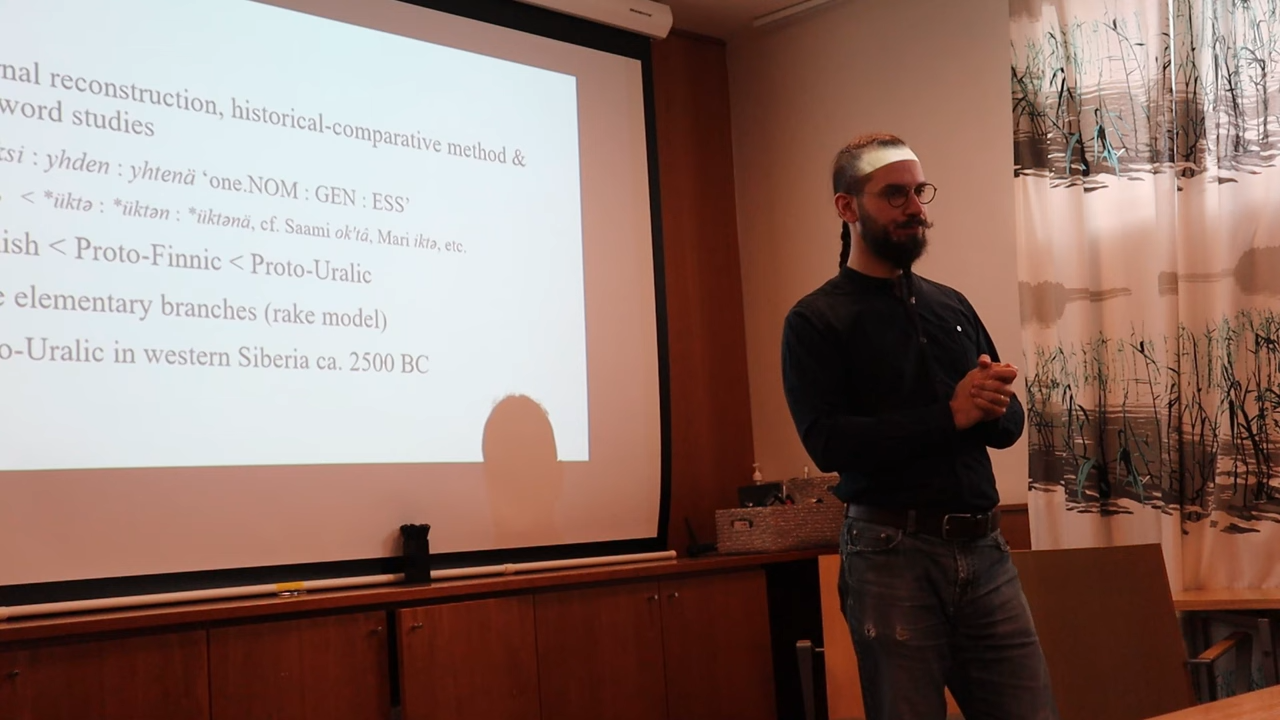 nal reconstruction, historical-comparative method &
word studies
ksi : yhden : yhtenä ‘one.NOM : GEN : ESS’
< *üktə : *üktən : *üktənä, cf. Saami ok'tâ, Mari iktə, etc.
ish < Proto-Finnic < Proto-Uralic
e elementary branches (rake model)
o-Uralic in western Siberia ca. 2500 BC